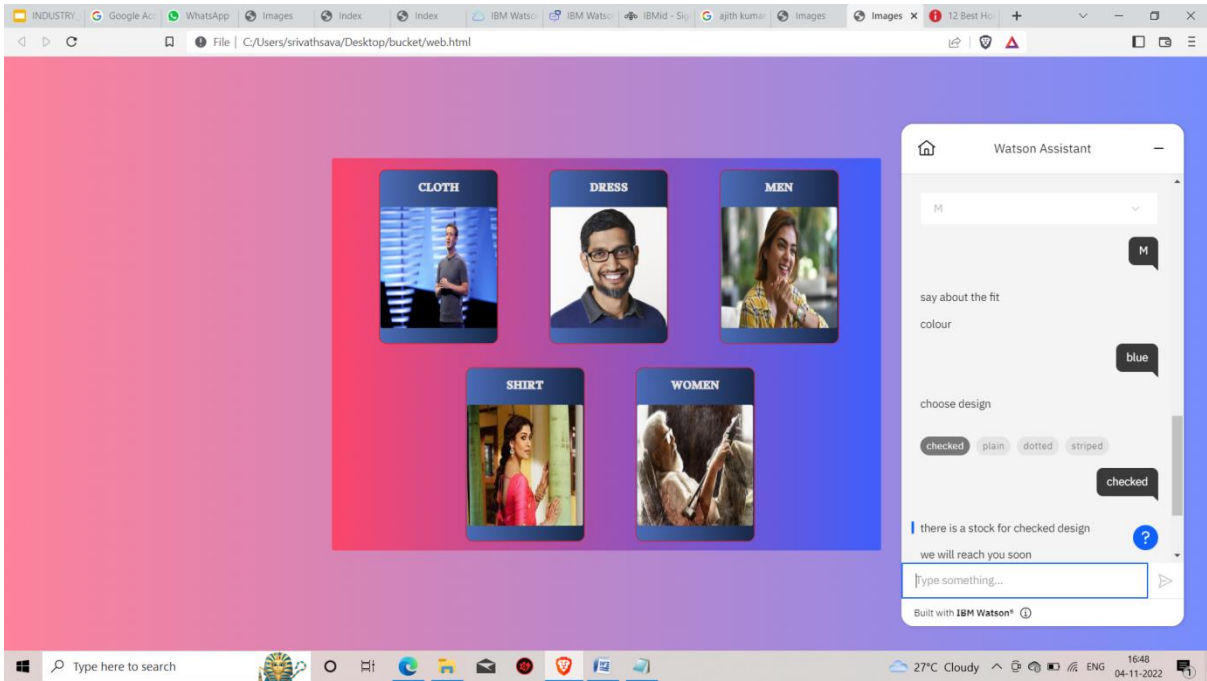 INDUSTRY_
Google Acc
WhatsApp
Images
Index
Index
IBM Watso
IBM Watso
IBMid - Sig
ajith kuma
Images
Images
12 Best Ho
File | C:/Users/srivathsava/Desktop/bucket/web.html
CLOTH
DRESS
MEN
SHIRT
WOMEN
Watson Assistant
M
M
say about the fit
colour
blue
choose design
checked
plain
dotted
striped
checked
there is a stock for checked design
?
we will reach you soon
Type something...
Built with IBM Watson®
Type here to search
27°C Cloudy
ENG
16:48
04-11-2022
1